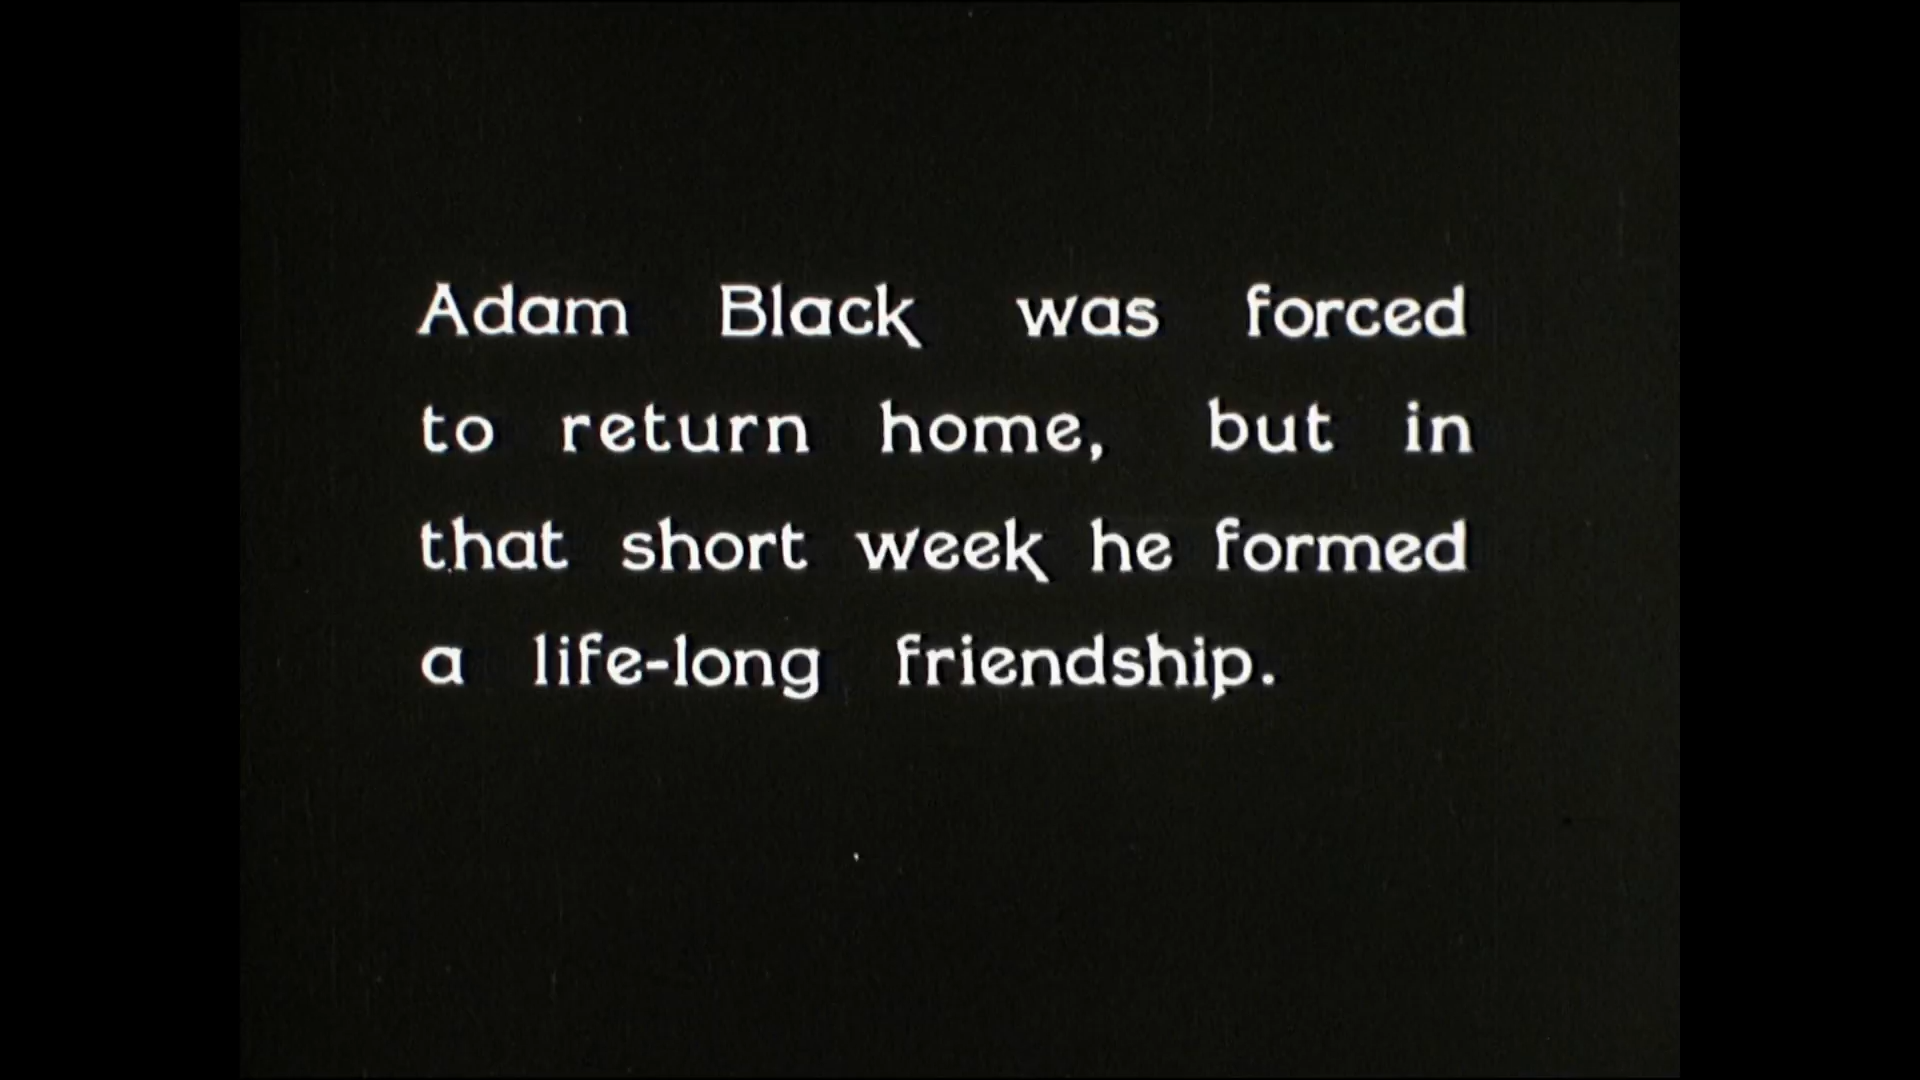 Adam Black was forced
to return home, but in
that short week he formed
a life-long friendship.